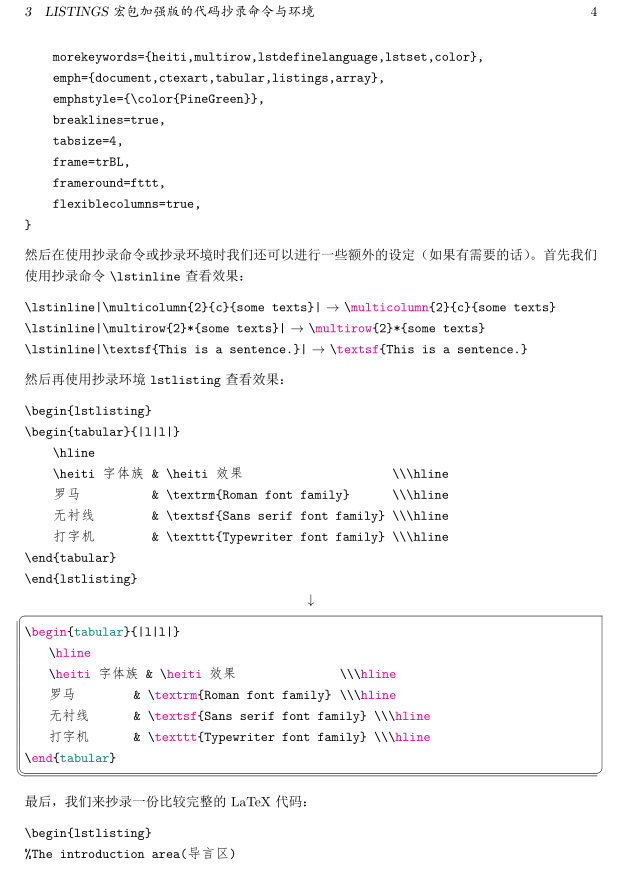 3 LISTINGS 宏包加强版的代码抄录命令与环境 4
morekeywords={heiti,multirow,lstdefinelanguage,lstset,color},
emph={document,ctexart,tabular,listings,array},
emphstyle={\color{PineGreen}},
breaklines=true,
tabsize=4,
frame=trBL,
frameround=fttt,
flexiblecolumns=true,
}
然后在使用抄录命令或抄录环境时我们还可以进行一些额外的设定（如果有需要的话）。首先我们
使用抄录命令 \lstinline 查看效果：
\lstinline|\multicolumn{2}{c}{some texts}| → \multicolumn{2}{c}{some texts}
\lstinline|\multirow{2}*{some texts}| → \multirow{2}*{some texts}
\lstinline|\textsf{This is a sentence.}| → \textsf{This is a sentence.}
然后再使用抄录环境 lstlisting 查看效果：
\begin{lstlisting}
\begin{tabular}{|l|l|}
\hline
\heiti 字体族 & \heiti 效果 \\\hline
罗马 & \textrm{Roman font family} \\\hline
无衬线 & \textsf{Sans serif font family} \\\hline
打字机 & \texttt{Typewriter font family} \\\hline
\end{tabular}
\end{lstlisting}
↓
\begin{tabular}{|l|l|}
\hline
\heiti 字体族 & \heiti 效果 \\\hline
罗马 & \textrm{Roman font family} \\\hline
无衬线 & \textsf{Sans serif font family} \\\hline
打字机 & \texttt{Typewriter font family} \\\hline
\end{tabular}
最后，我们来抄录一份比较完整的 LaTeX 代码：
\begin{lstlisting}
%The introduction area(导言区)